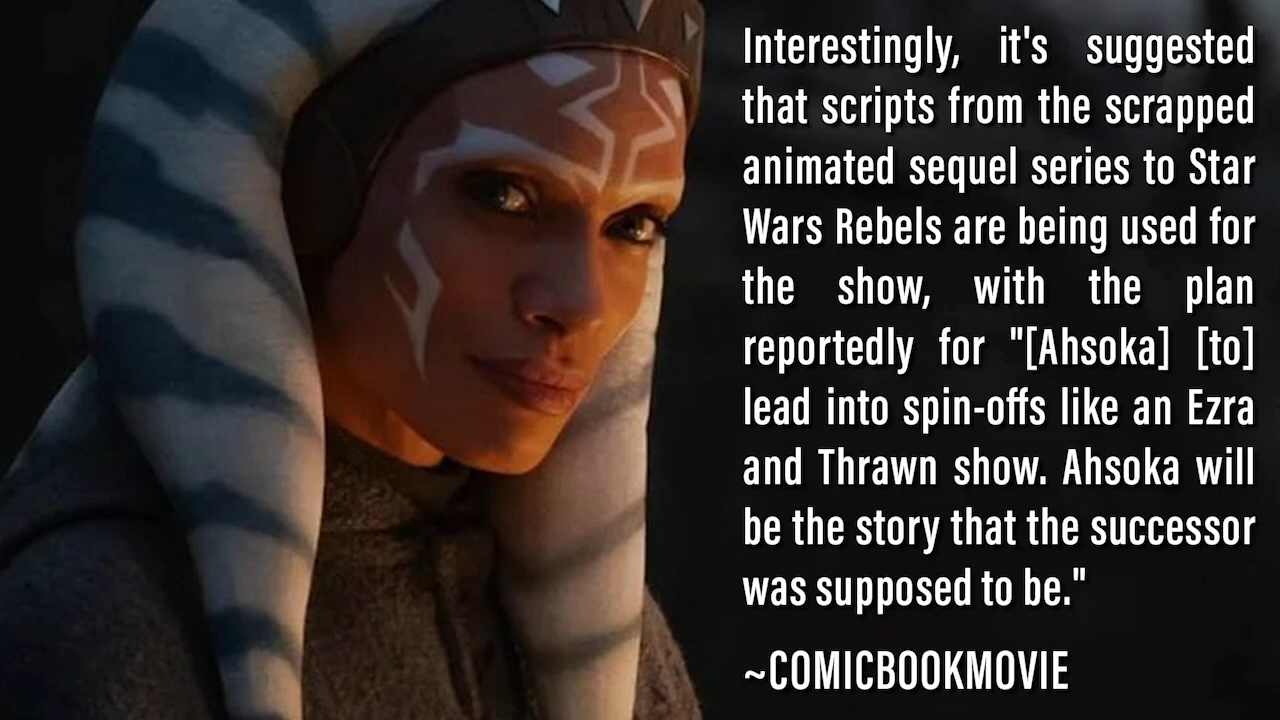 Interestingly, it's suggested
that scripts from the scrapped
animated sequel series to Star
Wars Rebels are being used for
the show, with the plan
reportedly for "[Ahsoka] [to]
lead into spin-offs like an Ezra
and Thrawn show. Ahsoka will
be the story that the successor
was supposed to be."
~COMICBOOKMOVIE